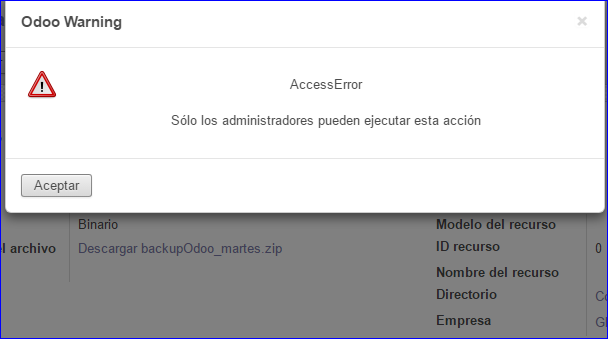 Odoo Warning
×
AccessError
Sólo los administradores pueden ejecutar esta acción
Aceptar
Binario
Modelo del recurso
el archivo
Descargar backupOdoo_martes.zip
ID recurso
0
Nombre del recurso
Directorio
Co
Empresa